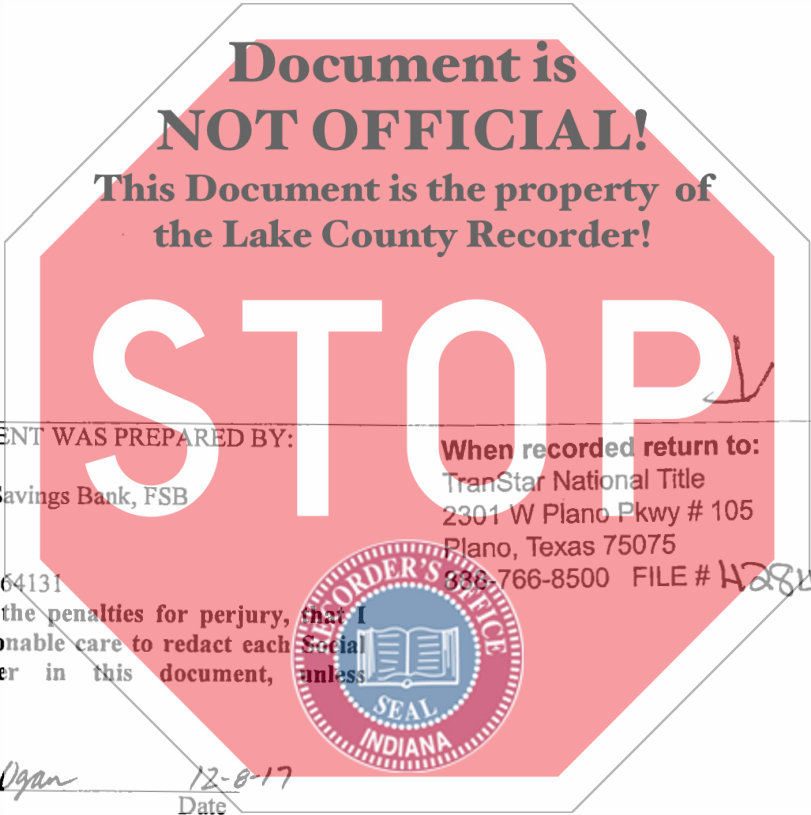 Document is
NOT OFFICIAL!
This Document is the property of
the Lake County Recorder!
STOP
ENT WAS PREPARED BY:
Savings Bank, FSB
64131
the penalties for perjury, that I
onable care to redact each Social
er in this document, unless
When recorded return to:
TranStar National Title
2301 W Plano Pkwy # 105
Plano, Texas 75075
888-766-8500 FILE #
RECORDER'S OFFICE
SEAL
INDIANA
Ogan 12-8-17
Date